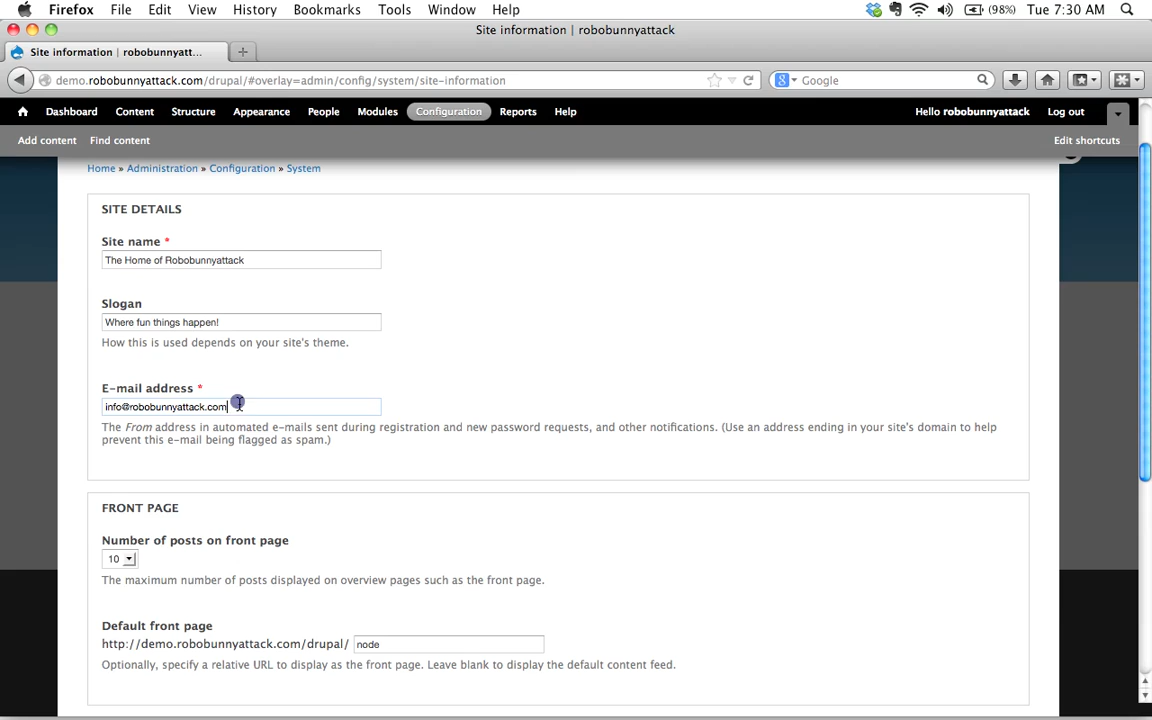 Firefox File Edit View History Bookmarks Tools Window Help (98%) Tue 7:30 AM
Site information | robobunnyattack
Site information | robobunnyatt...
demo.robobunnyattack.com/drupal/#overlay=admin/config/system/site-information Google
Dashboard Content Structure Appearance People Modules Configuration Reports Help Hello robobunnyattack Log out
Add content Find content Edit shortcuts
Home » Administration » Configuration » System
SITE DETAILS
Site name *
The Home of Robobunnyattack
Slogan
Where fun things happen!
How this is used depends on your site's theme.
E-mail address *
info@robobunnyattack.com
The From address in automated e-mails sent during registration and new password requests, and other notifications. (Use an address ending in your site's domain to help
prevent this e-mail being flagged as spam.)
FRONT PAGE
Number of posts on front page
10
The maximum number of posts displayed on overview pages such as the front page.
Default front page
http://demo.robobunnyattack.com/drupal/ node
Optionally, specify a relative URL to display as the front page. Leave blank to display the default content feed.